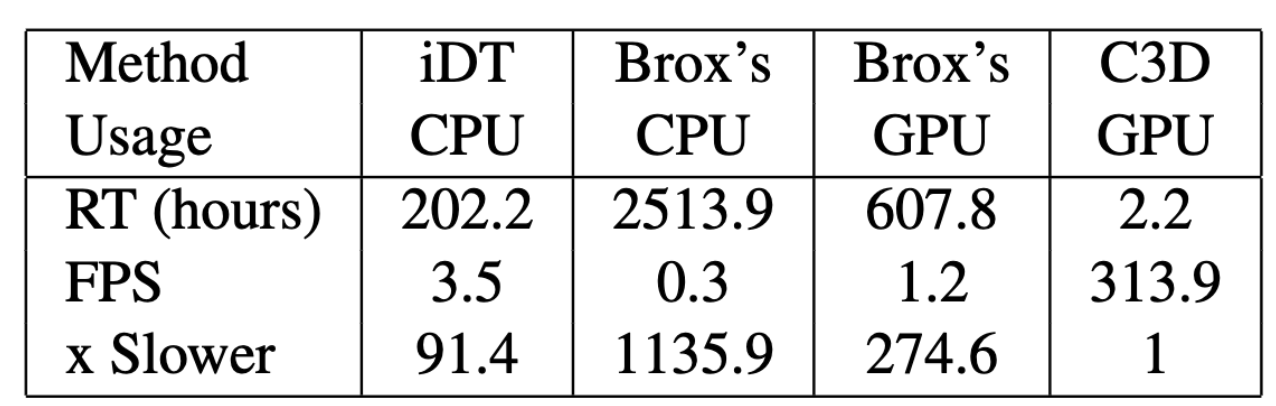 Method iDT Brox's Brox's C3D
Usage CPU CPU GPU GPU
RT (hours) 202.2 2513.9 607.8 2.2
FPS 3.5 0.3 1.2 313.9
x Slower 91.4 1135.9 274.6 1